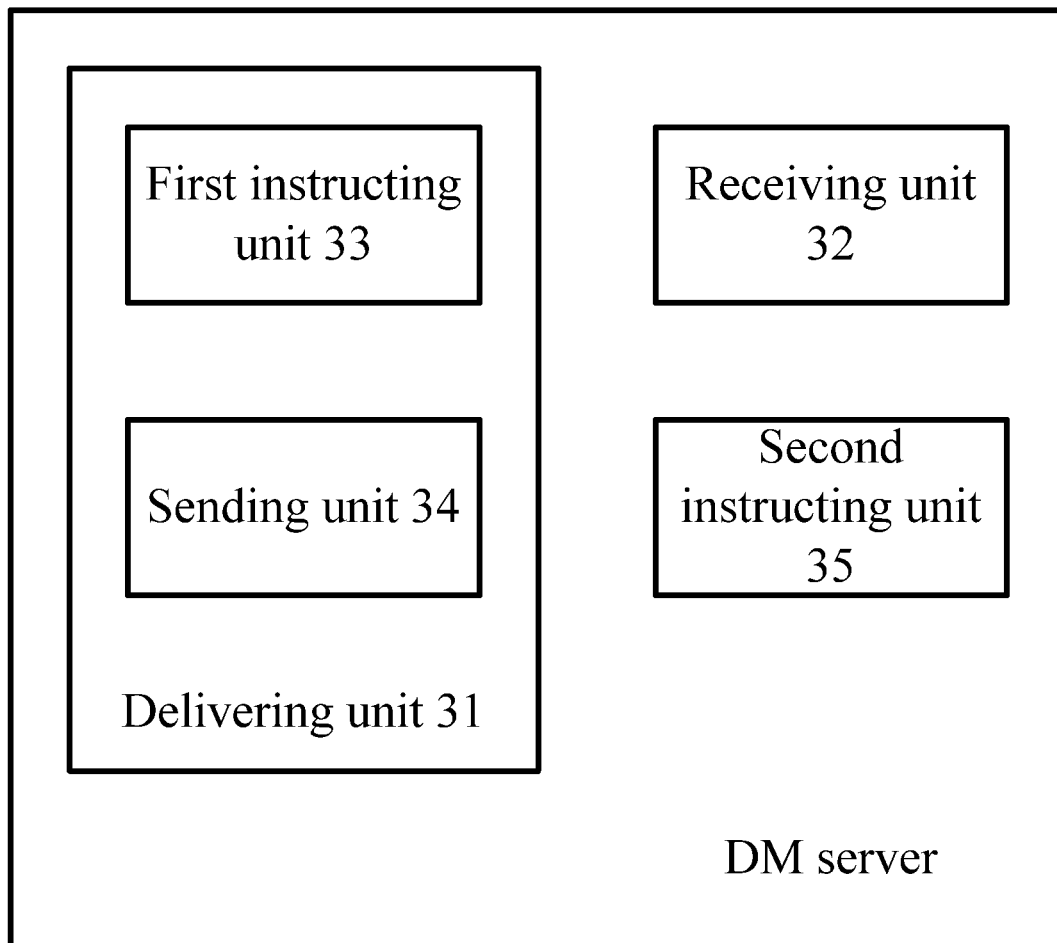 First instructing
unit 33
Receiving unit
32
Sending unit 34
Second
instructing unit
35
Delivering unit 31
DM server